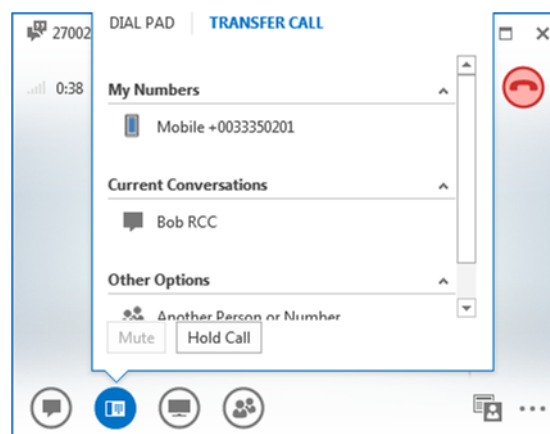 27002
DIAL PAD
TRANSFER CALL
0:38
My Numbers
Mobile +0033350201
Current Conversations
Bob RCC
Other Options
Another Person or Number
Mute
Hold Call